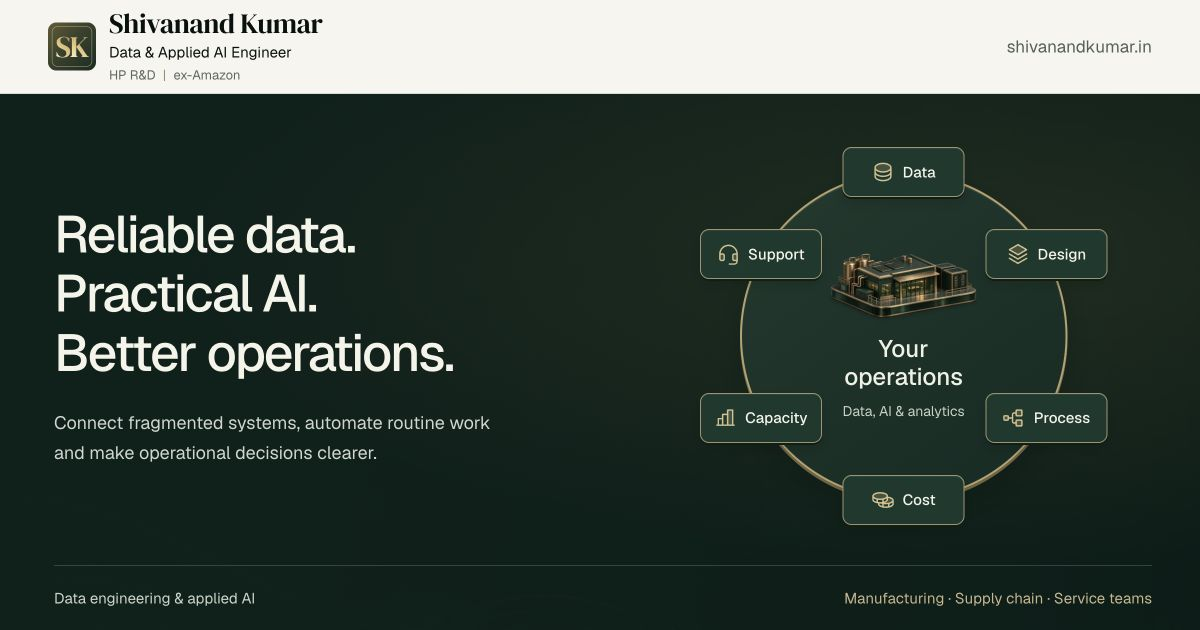 SK
Shivanand Kumar
Data & Applied AI Engineer
HP R&D | ex-Amazon
shivanandkumar.in
Reliable data.
Practical AI.
Better operations.
Connect fragmented systems, automate routine work
and make operational decisions clearer.
Data
Support
Design
Your
operations
Data, AI & analytics
Capacity
Process
Cost
Data engineering & applied AI
Manufacturing · Supply chain · Service teams